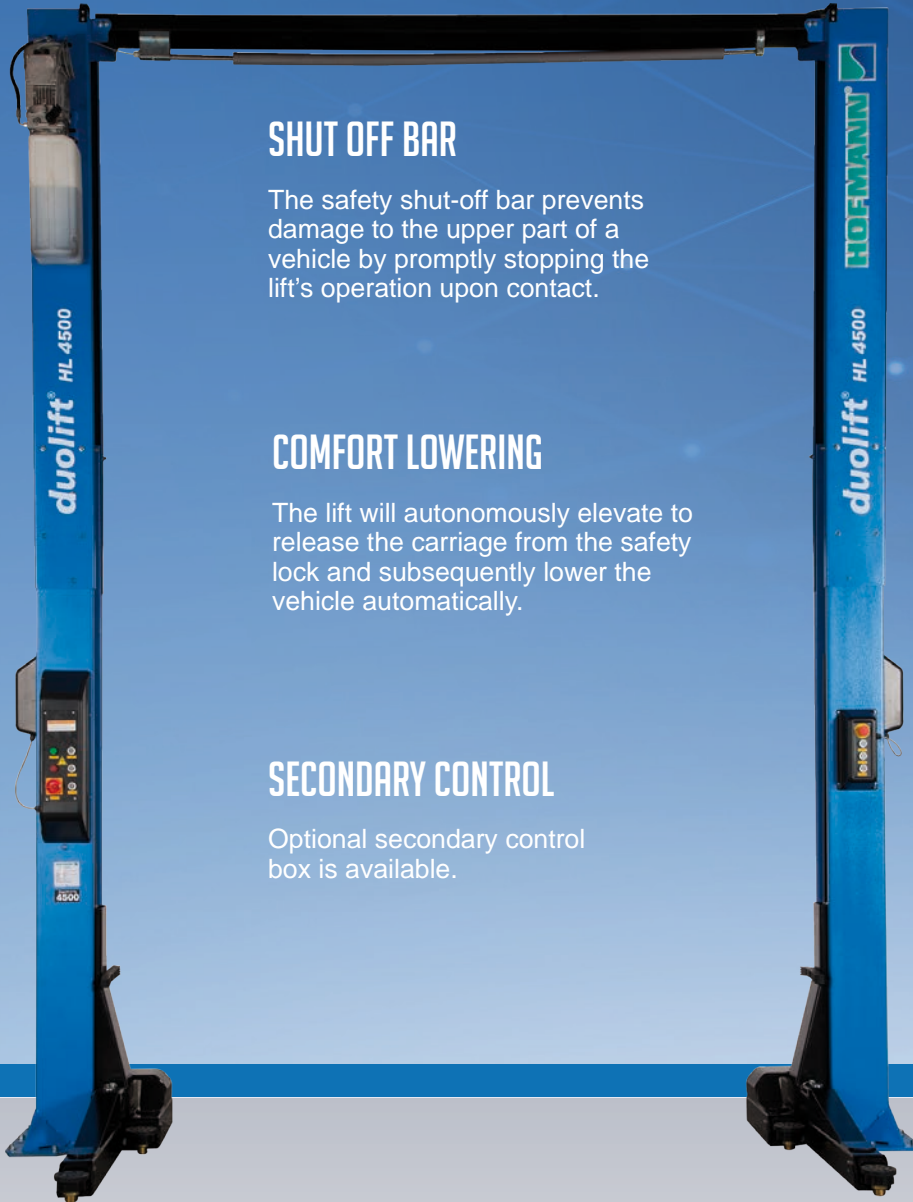 HOFMANN®
duolift® HL 4500
duolift® HL 4500
SHUT OFF BAR
The safety shut-off bar prevents
damage to the upper part of a
vehicle by promptly stopping the
lift's operation upon contact.
COMFORT LOWERING
The lift will autonomously elevate to
release the carriage from the safety
lock and subsequently lower the
vehicle automatically.
SECONDARY CONTROL
Optional secondary control
box is available.
4500